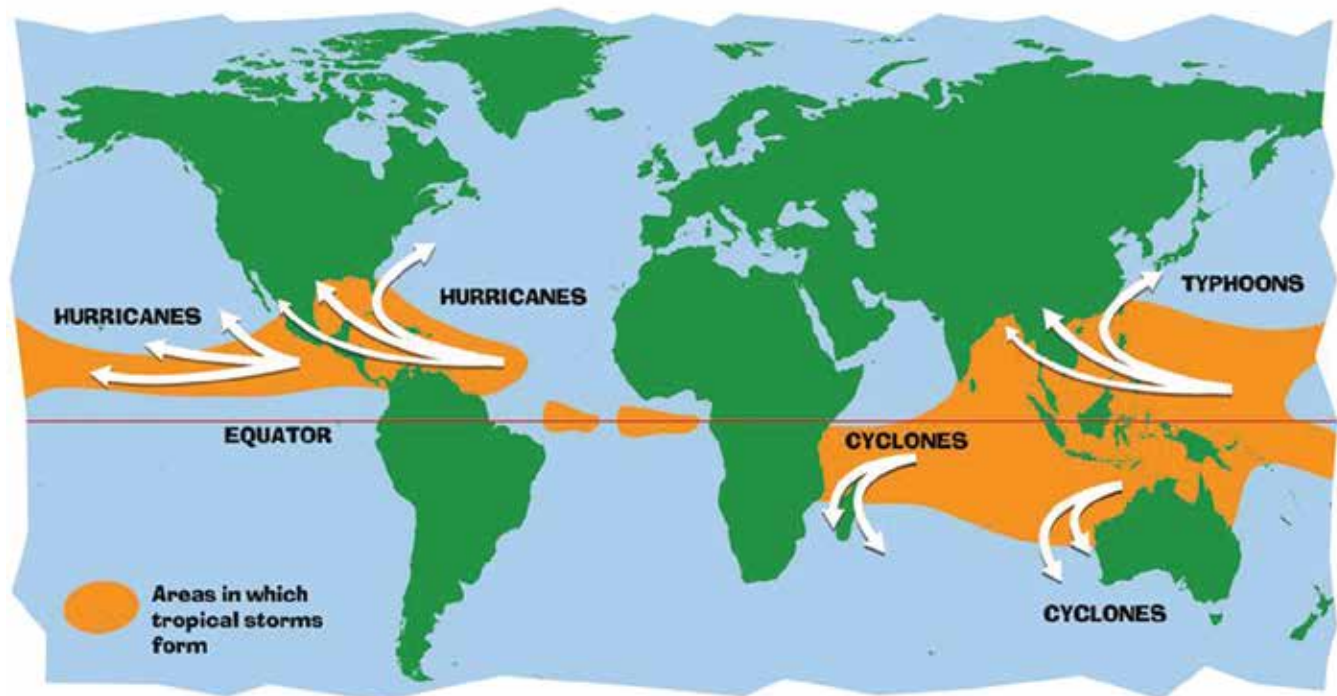 HURRICANES
HURRICANES
TYPHOONS
EQUATOR
CYCLONES
CYCLONES
Areas in which
tropical storms
form